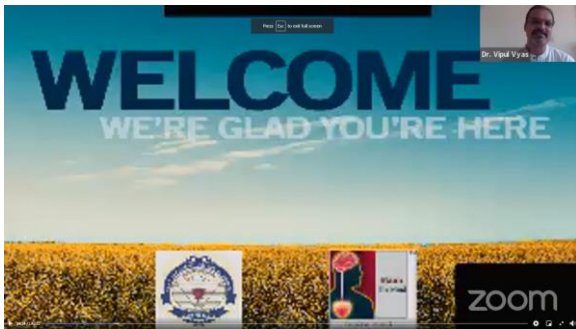 Press Esc to exit full screen
Dr. Vipul Vyas
WELCOME
WE'RE GLAD YOU'RE HERE
zoom